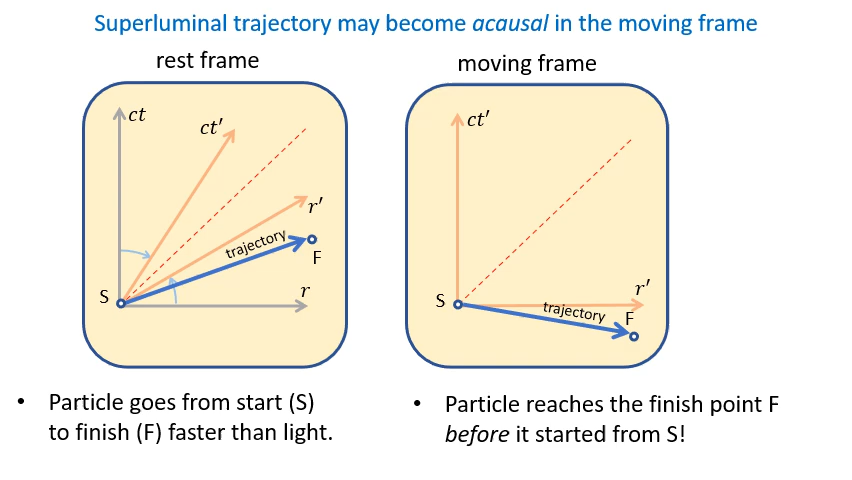 Superluminal trajectory may become acausal in the moving frame
rest frame
ct
ct′
r′
trajectory
F
S
r
moving frame
ct′
S
r′
trajectory
F
• Particle goes from start (S)
to finish (F) faster than light.
• Particle reaches the finish point F
before it started from S!